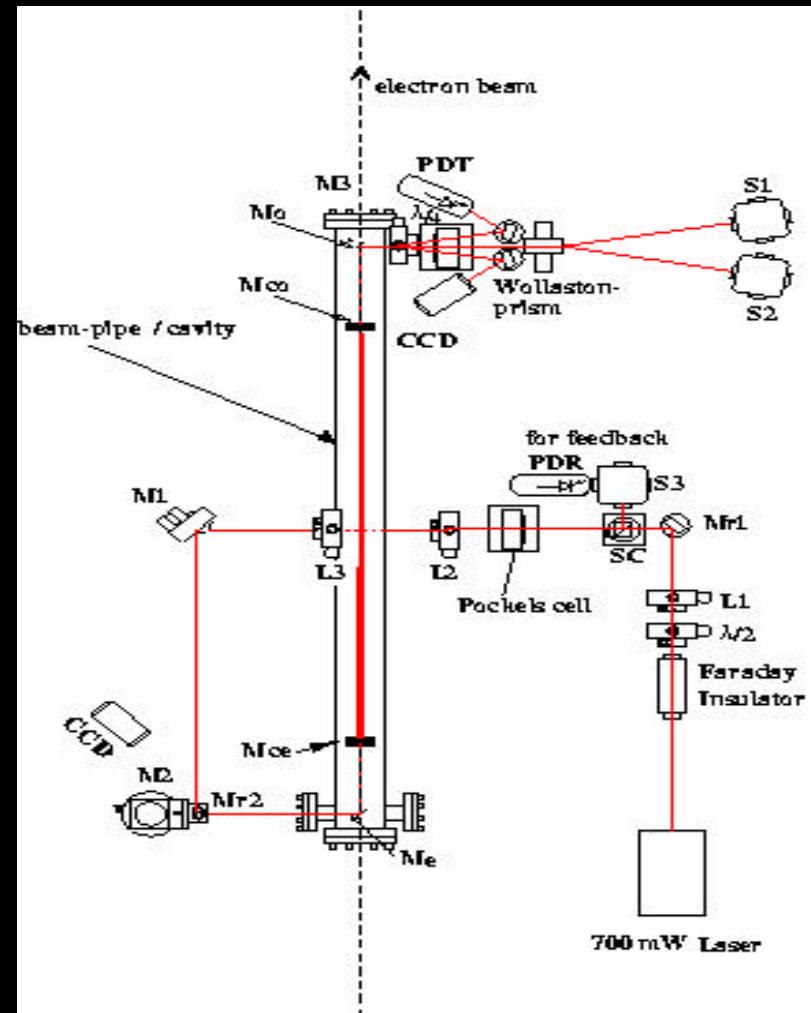 electron beam
PDT
M3
λ/4
S1
Mo
Mco
Wollaston-
prism
S2
beam-pipe / cavity
CCD
for feedback
PDR
S3
M1
Mr1
SC
L3
L2
L1
Pockels cell
λ/2
Faraday
Insulator
CCD
Mce
M2
Mr2
Me
700 mW Laser